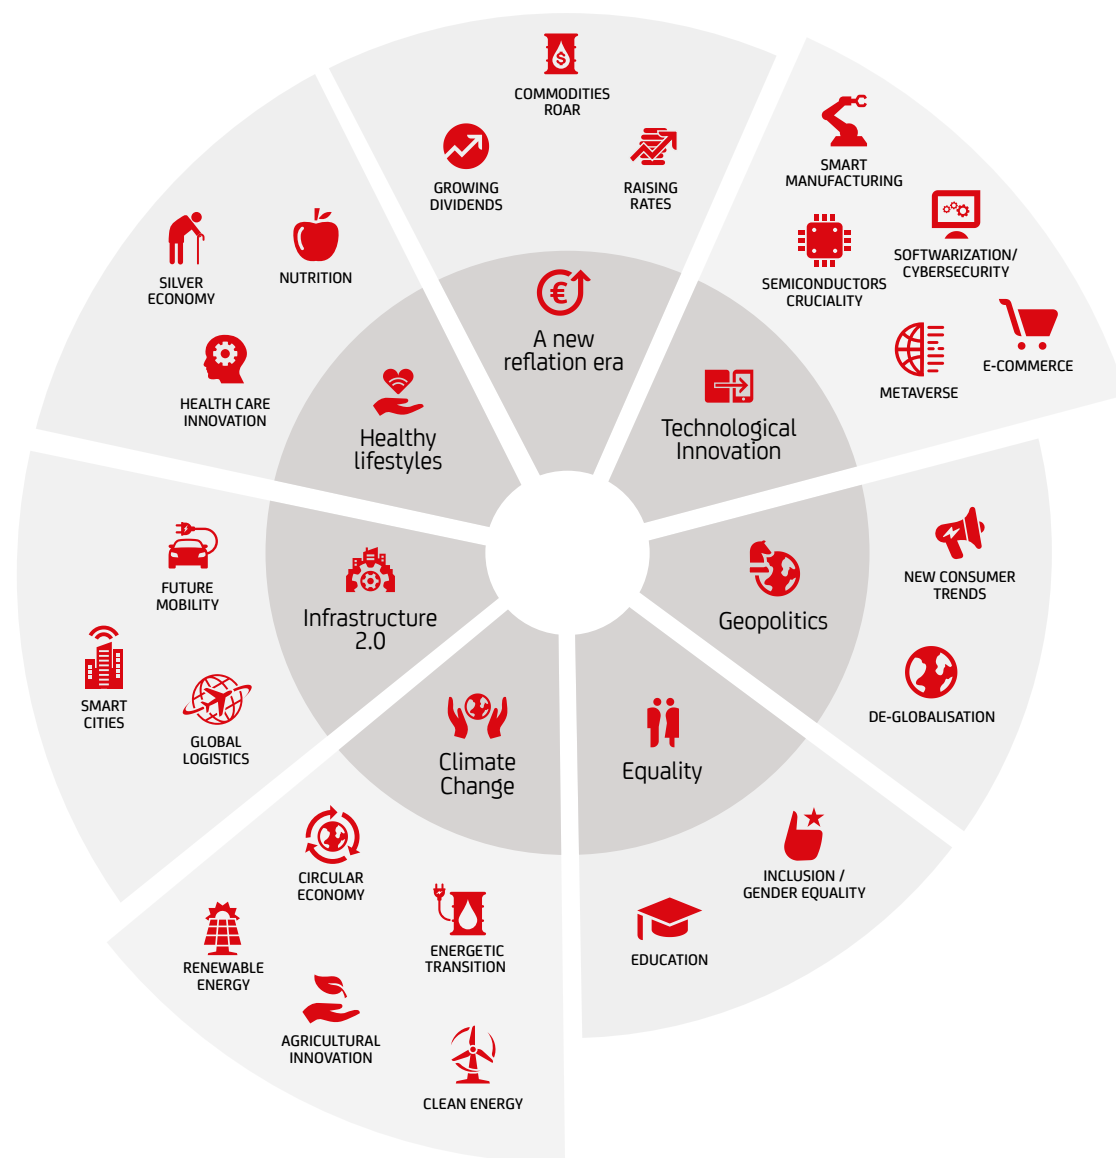 COMMODITIES
ROAR
GROWING
DIVIDENDS
RAISING
RATES
A new
reflation era
SMART
MANUFACTURING
SOFTWARIZATION/
CYBERSECURITY
SEMICONDUCTORS
CRUCIALITY
E-COMMERCE
METAVERSE
Technological
Innovation
NEW CONSUMER
TRENDS
DE-GLOBALISATION
Geopolitics
INCLUSION /
GENDER EQUALITY
EDUCATION
Equality
Climate
Change
CIRCULAR
ECONOMY
ENERGETIC
TRANSITION
RENEWABLE
ENERGY
AGRICULTURAL
INNOVATION
CLEAN ENERGY
Infrastructure
2.0
FUTURE
MOBILITY
SMART
CITIES
GLOBAL
LOGISTICS
Healthy
lifestyles
SILVER
ECONOMY
NUTRITION
HEALTH CARE
INNOVATION